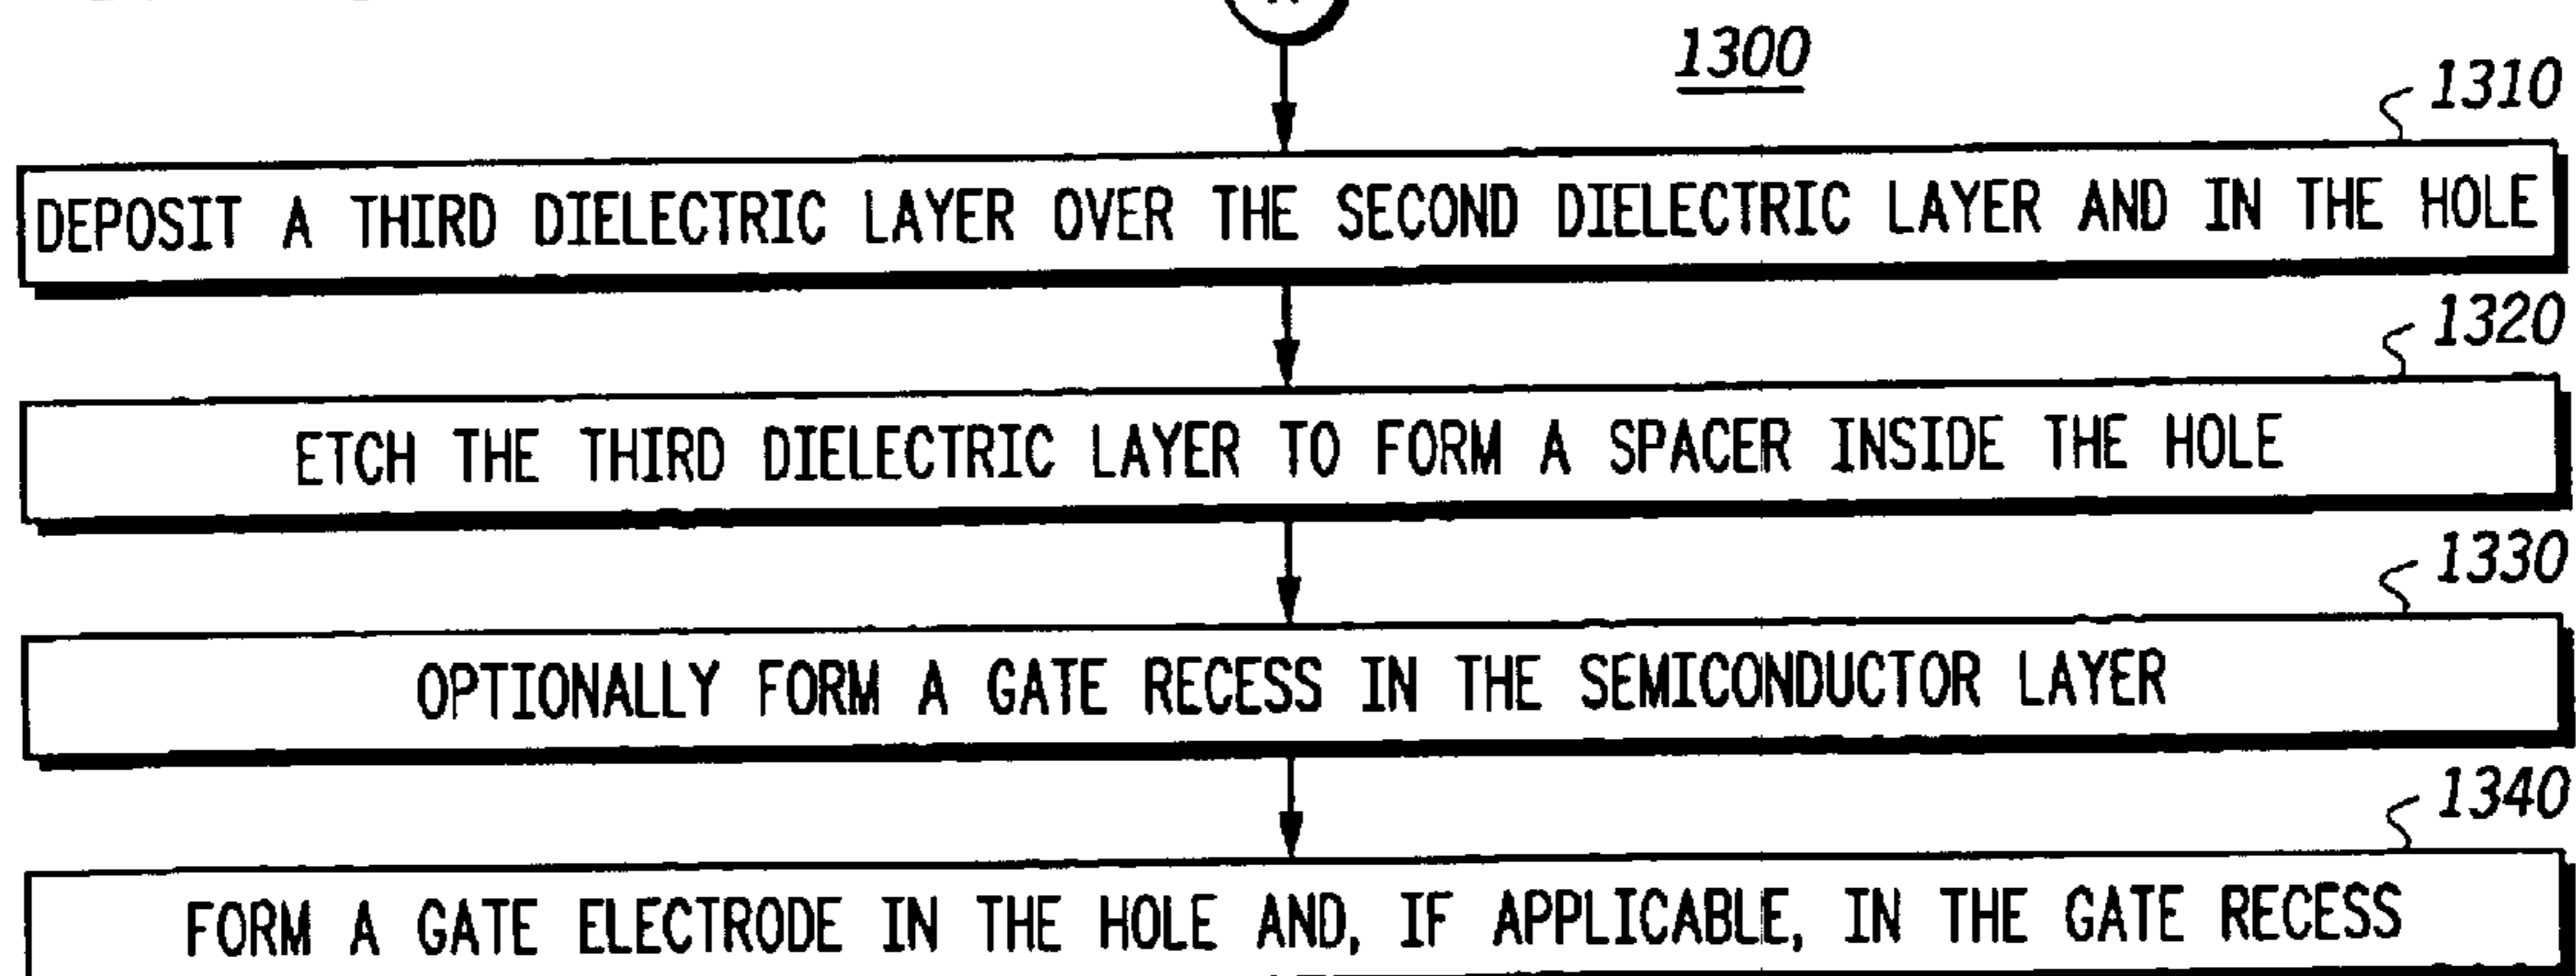 1300
1310
DEPOSIT A THIRD DIELECTRIC LAYER OVER THE SECOND DIELECTRIC LAYER AND IN THE HOLE
1320
ETCH THE THIRD DIELECTRIC LAYER TO FORM A SPACER INSIDE THE HOLE
1330
OPTIONALLY FORM A GATE RECESS IN THE SEMICONDUCTOR LAYER
1340
FORM A GATE ELECTRODE IN THE HOLE AND, IF APPLICABLE, IN THE GATE RECESS